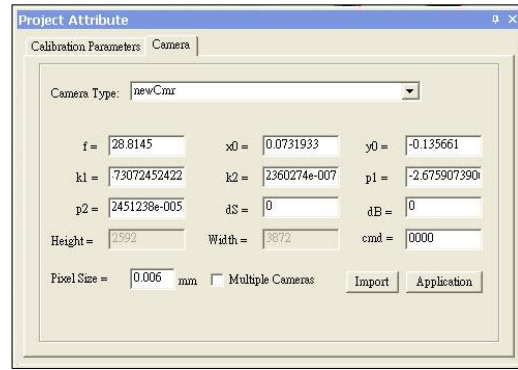 Project Attribute
Calibration Parameters Camera
Camera Type: newCmr
f = 28.8145 x0 = 0.0731933 y0 = -0.135661
k1 = .73072452422 k2 = 2360274e-007 p1 = -2.675907390
p2 = 2451238e-005 dS = 0 dB = 0
Height = 2592 Width = 3872 cmd = 0000
Pixel Size = 0.006 mm Multiple Cameras Import Application